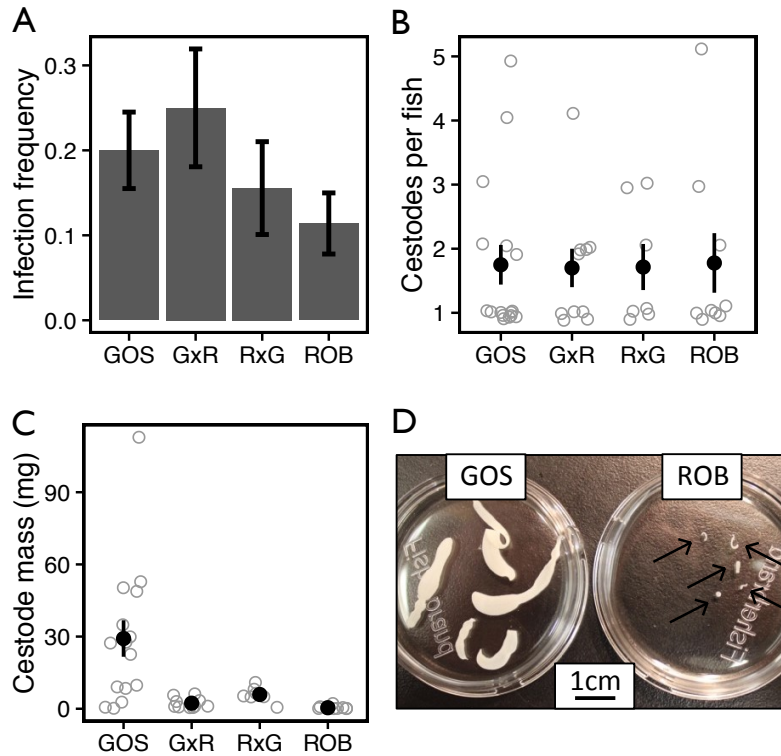 A
Infection frequency
0.3
0.2
0.1
0.0
GOS GxR RxG ROB
B
Cestodes per fish
5
4
3
2
1
GOS GxR RxG ROB
C
Cestode mass (mg)
90
60
30
0
GOS GxR RxG ROB
D
GOS ROB
Fisherbrand
1cm